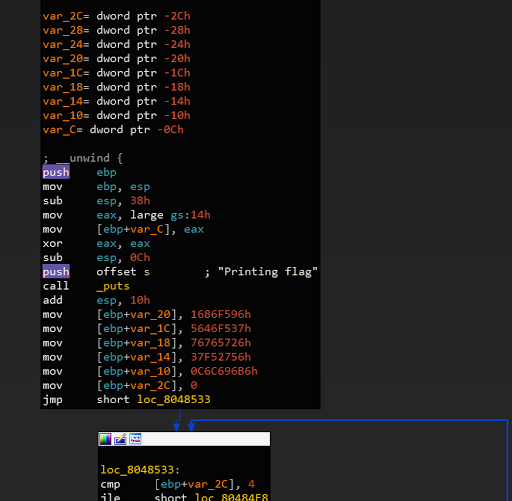 var_2C= dword ptr -2Ch
var_28= dword ptr -28h
var_24= dword ptr -24h
var_20= dword ptr -20h
var_1C= dword ptr -1Ch
var_18= dword ptr -18h
var_14= dword ptr -14h
var_10= dword ptr -10h
var_C= dword ptr -0Ch
; __unwind {
push ebp
mov ebp, esp
sub esp, 38h
mov eax, large gs:14h
mov [ebp+var_C], eax
xor eax, eax
sub esp, 0Ch
push offset s ; "Printing flag"
call _puts
add esp, 10h
mov [ebp+var_20], 1686F596h
mov [ebp+var_1C], 5646F537h
mov [ebp+var_18], 76765726h
mov [ebp+var_14], 37F52756h
mov [ebp+var_10], 0C6C696B6h
mov [ebp+var_2C], 0
jmp short loc_8048533
loc_8048533:
cmp [ebp+var_2C], 4
jle short loc_80484E8